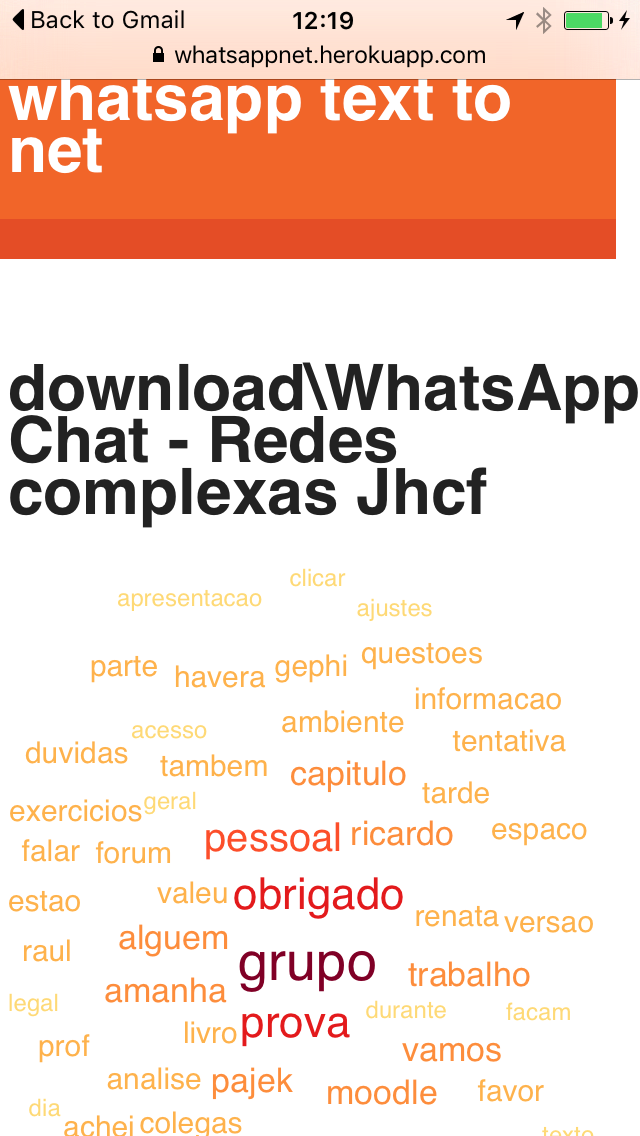 Back to Gmail 12:19
whatsappnet.herokuapp.com
whatsapp text to
net
download\WhatsApp
Chat - Redes
complexas Jhcf
clicar
apresentacao
ajustes
parte havera gephi questoes
informacao
acesso ambiente
duvidas tambem tentativa
capitulo
exercicios geral tarde
falar forum pessoal ricardo espaco
estao valeu obrigado
renata versao
raul alguem grupo
amanha trabalho
legal durante facam
prof livro prova
vamos
analise pajek moodle favor
dia
achei colegas
texto